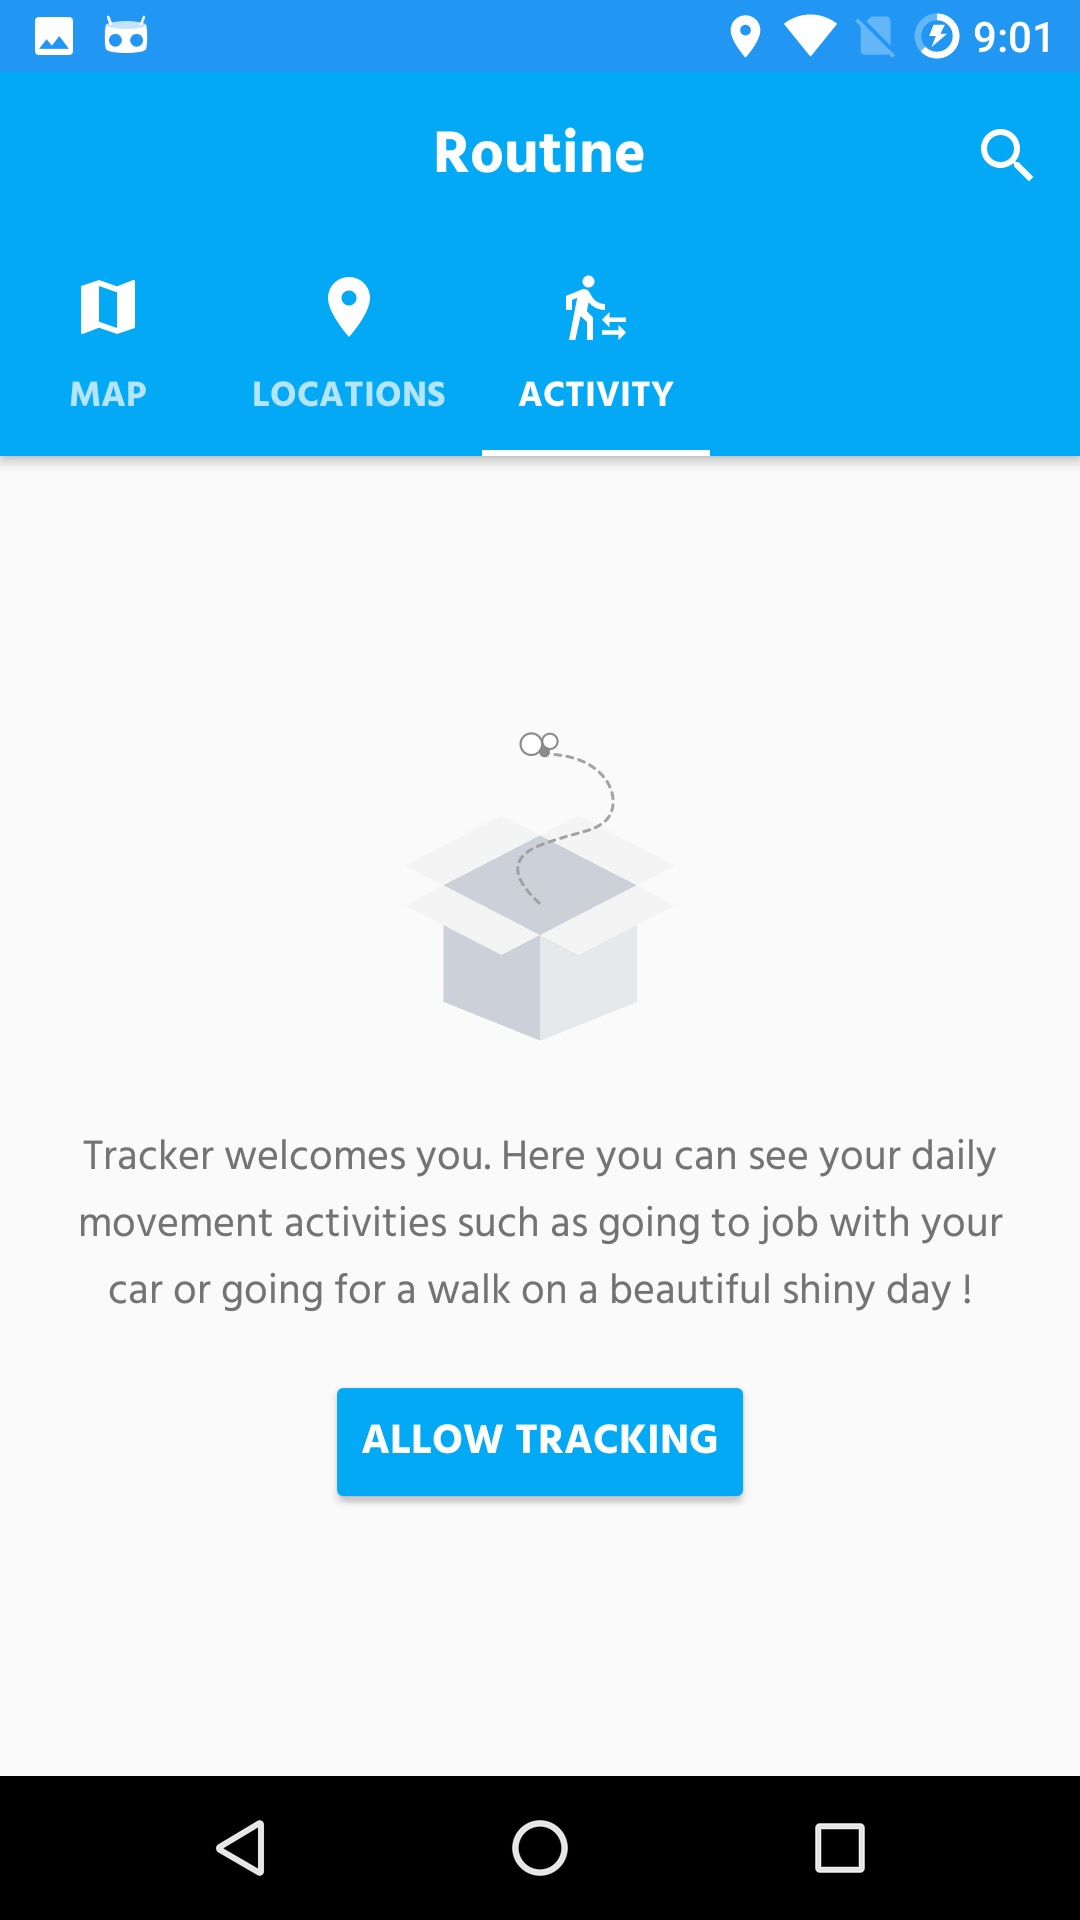 9:01
Routine
MAP
LOCATIONS
ACTIVITY
Tracker welcomes you. Here you can see your daily
movement activities such as going to job with your
car or going for a walk on a beautiful shiny day !
ALLOW TRACKING